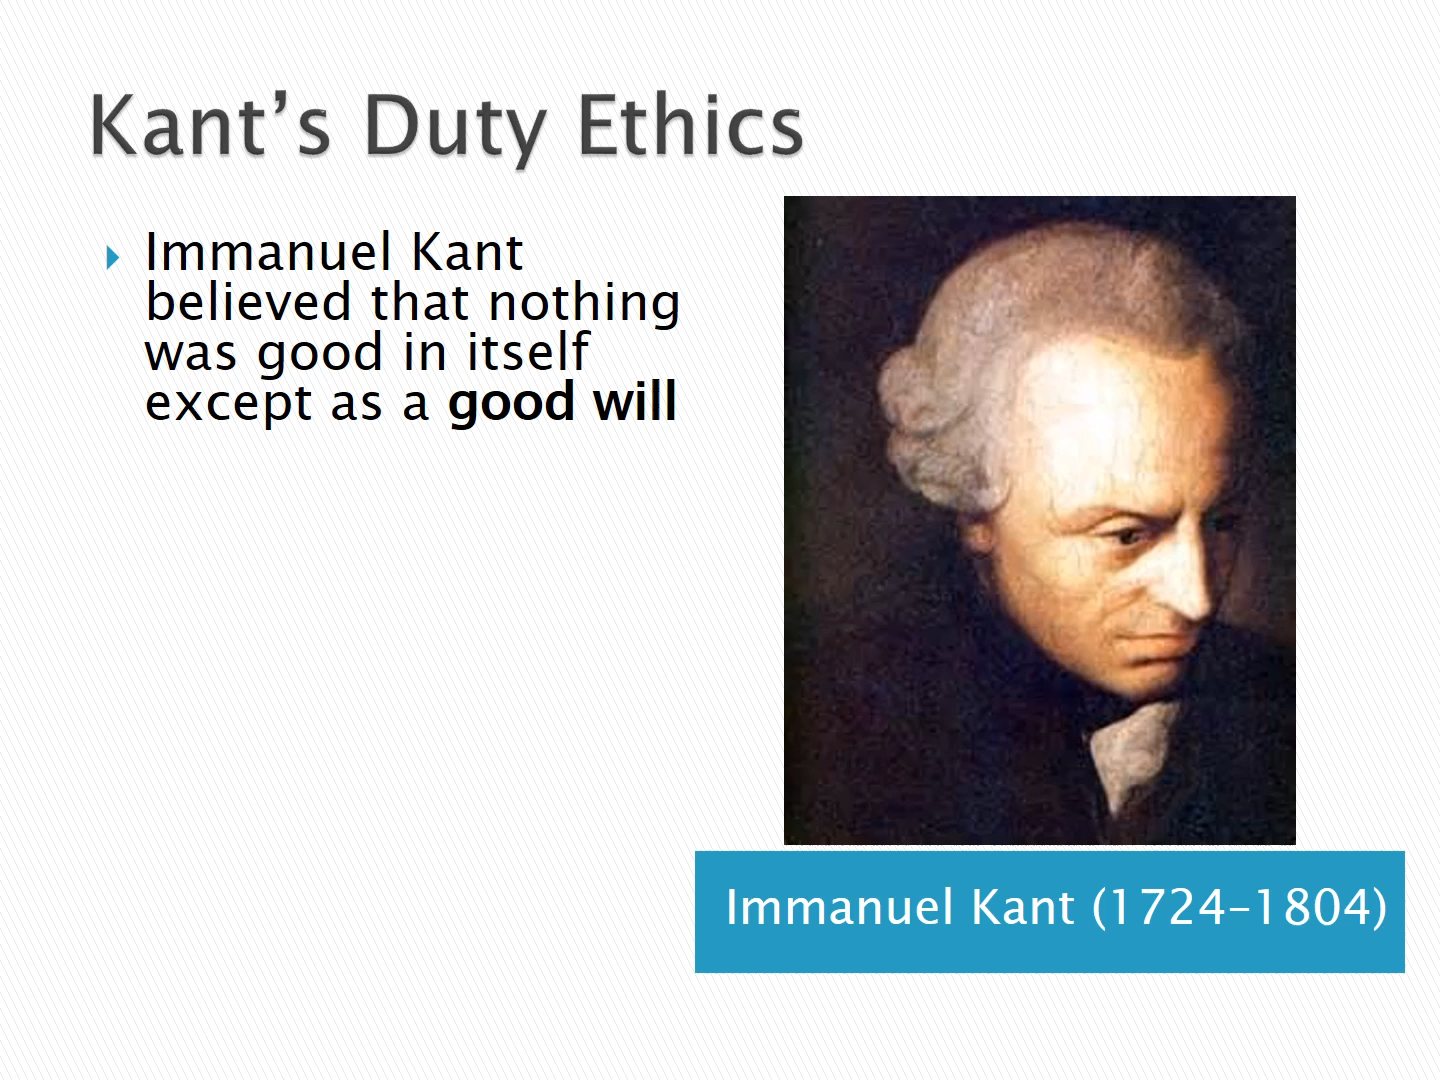 Kant’s Duty Ethics
Immanuel Kant
believed that nothing
was good in itself
except as a good will
Immanuel Kant (1724–1804)